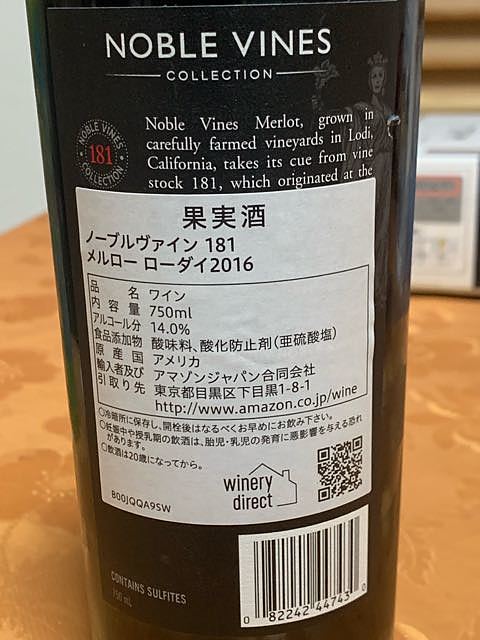 NOBLE VINES
COLLECTION
NOBLE VINES
181
COLLECTION
Noble Vines Merlot, grown in
carefully farmed vineyards in Lodi,
California, takes its cue from vine
stock 181, which originated at the
果実酒
ノーブルヴァイン 181
メルロー ローダイ2016
品名 ワイン
内容量 750ml
アルコール分 14.0%
食品添加物 酸味料、酸化防止剤(亜硫酸塩)
原産国 アメリカ
輸入者及び アマゾンジャパン合同会社
引取り先 東京都目黒区下目黒1-8-1
http://www.amazon.co.jp/wine
○冷暗所に保存し、開栓後はなるべくお早めにお飲み下さい。
○妊娠中や授乳期の飲酒は、胎児・乳児の発育に悪影響を与える恐れ
があります。
○飲酒は20歳になってから。
winery
direct
B00JQQA9SW
CONTAINS SULFITES
750 mL
0 82242 44743 0